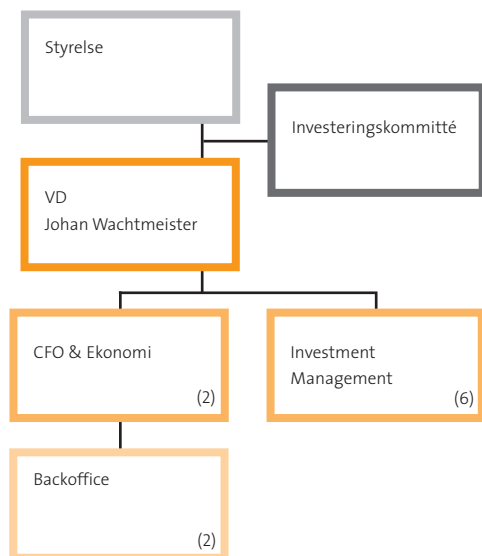 Styrelse
Investeringskommitté
VD
Johan Wachtmeister
CFO & Ekonomi
(2)
Investment
Management
(6)
Backoffice
(2)